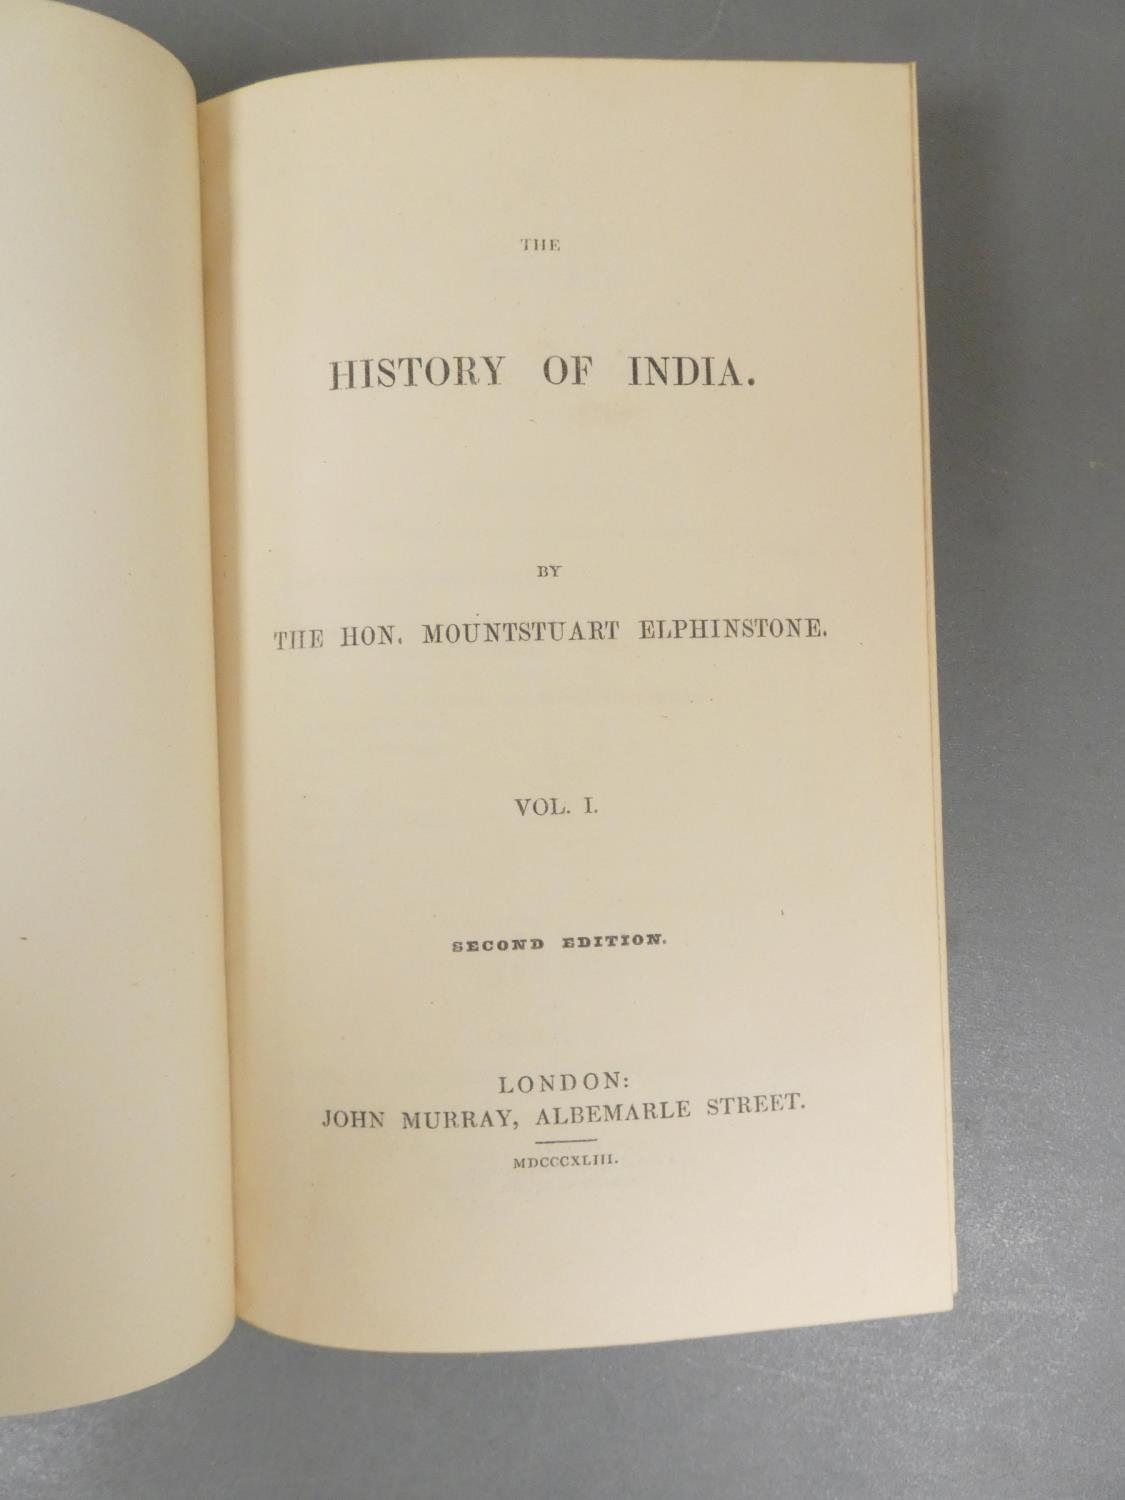 THE
HISTORY OF INDIA.
BY
THE HON. MOUNTSTUART ELPHINSTONE.
VOL. I.
SECOND EDITION.
LONDON:
JOHN MURRAY, ALBEMARLE STREET.
MDCCCXLIII.